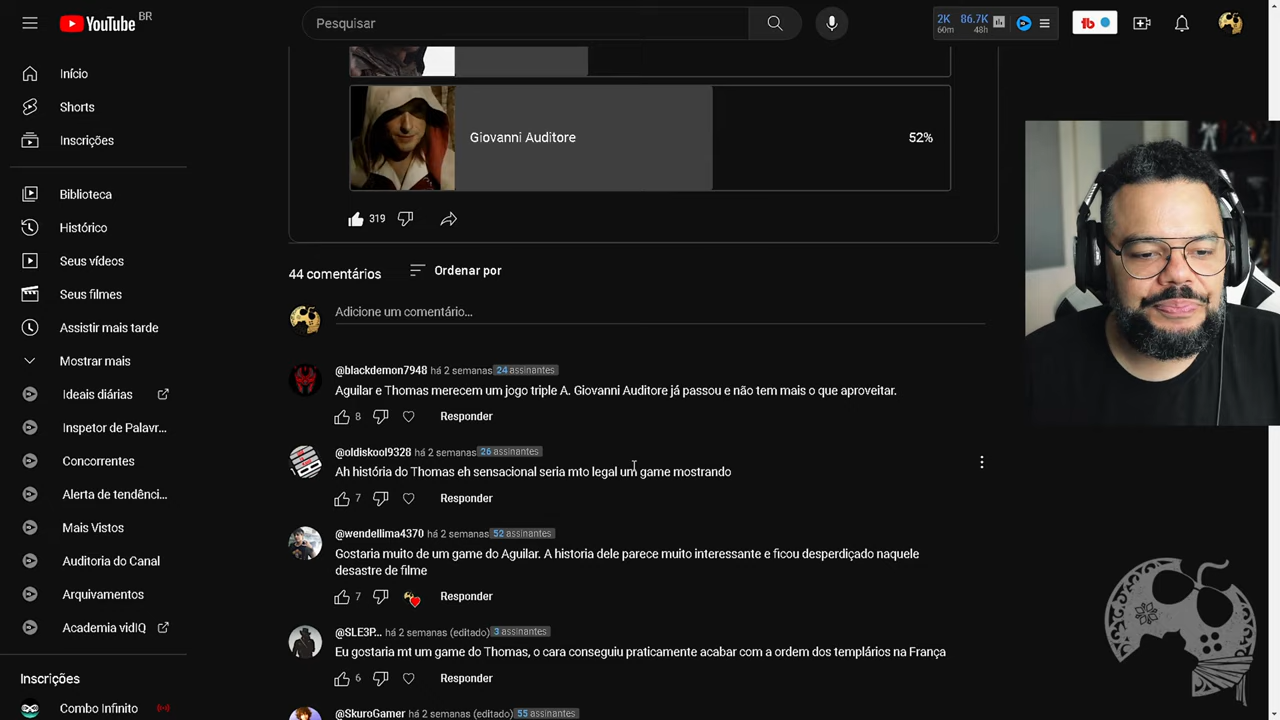 YouTube BR
Pesquisar
2K 86.7K
60m 48h
tb
Início
Shorts
Inscrições
Biblioteca
Histórico
Seus vídeos
Seus filmes
Assistir mais tarde
Mostrar mais
Ideais diárias
Inspetor de Palavr...
Concorrentes
Alerta de tendênci...
Mais Vistos
Auditoria do Canal
Arquivamentos
Academia vidIQ
Inscrições
Combo Infinito
Giovanni Auditore 52%
319
44 comentários Ordenar por
Adicione um comentário...
@blackdemon7948 há 2 semanas 24 assinantes
Aguilar e Thomas merecem um jogo triple A. Giovanni Auditore já passou e não tem mais o que aproveitar.
8 Responder
@oldiskool9328 há 2 semanas 26 assinantes
Ah história do Thomas eh sensacional seria mto legal um game mostrando
7 Responder
@wendellima4370 há 2 semanas 52 assinantes
Gostaria muito de um game do Aguilar. A historia dele parece muito interessante e ficou desperdiçado naquele
desastre de filme
7 Responder
@SLE3P... há 2 semanas (editado) 3 assinantes
Eu gostaria mt um game do Thomas, o cara conseguiu praticamente acabar com a ordem dos templários na França
6 Responder
@SkuroGamer há 2 semanas (editado) 55 assinantes